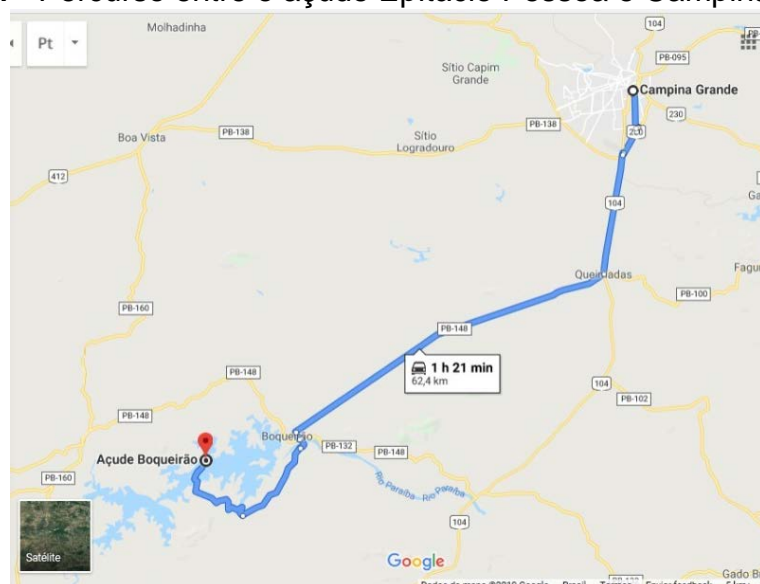 Percurso entre o açude Epitácio Pessoa e Campina
Molhadinha
104
Pt
PB-095
Sítio Capim
Grande
Campina Grande
230
PB-138
230
Boa Vista
PB-138
Sítio
Logradouro
412
104
Queimadas
PB-100
PB-160
PB-148
1 h 21 min
62,4 km
PB-148
104
PB-102
PB-148
Boqueirão
PB-132
PB-148
Açude Boqueirão
PB-160
Rio Paraíba
Rio Paraíba
104
Satélite
Google
Gado